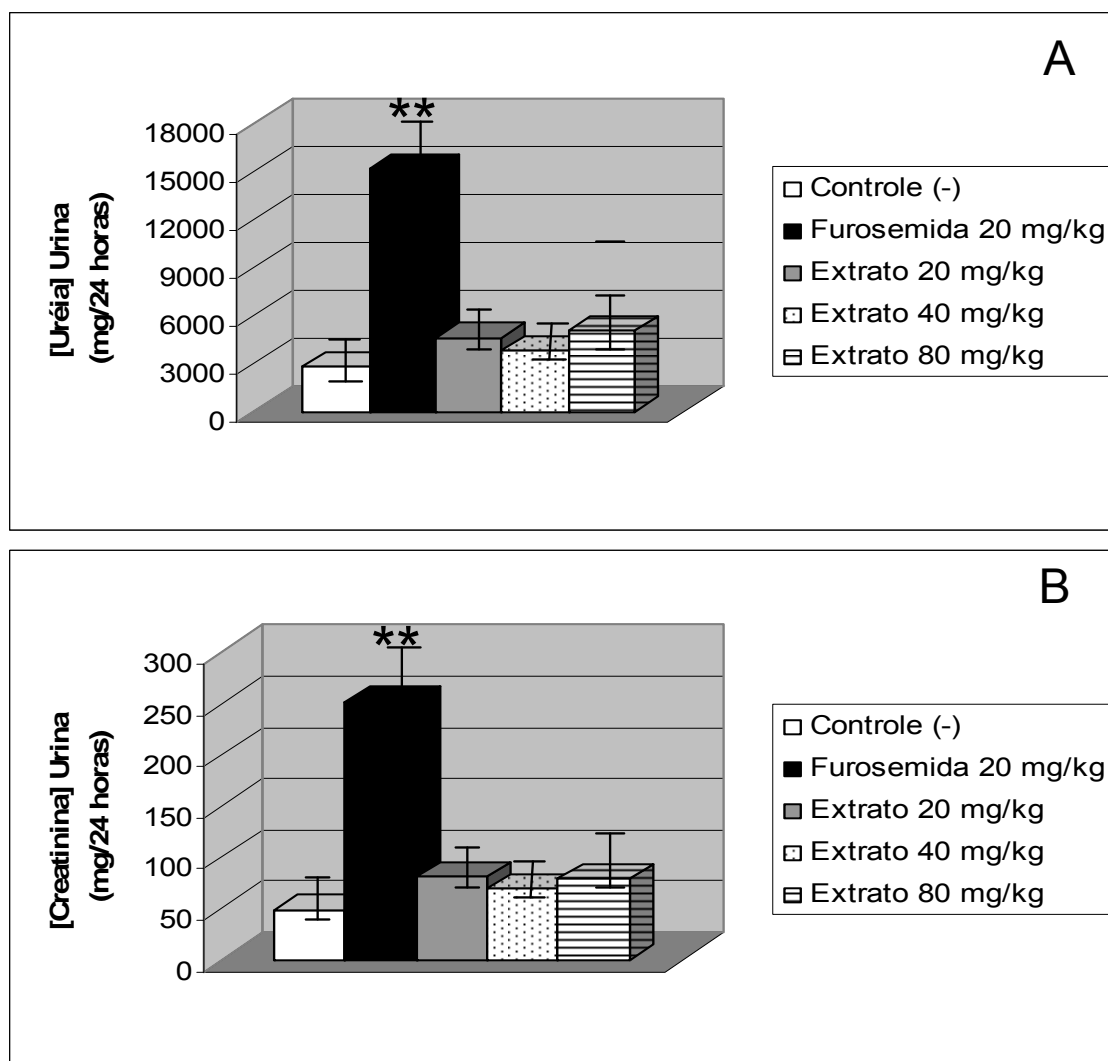 A
**
18000
15000
12000
9000
6000
3000
0
[Uréia] Urina
(mg/24 horas)
Controle (-)
Furosemida 20 mg/kg
Extrato 20 mg/kg
Extrato 40 mg/kg
Extrato 80 mg/kg
B
**
300
250
200
150
100
50
0
[Creatinina] Urina
(mg/24 horas)
Controle (-)
Furosemida 20 mg/kg
Extrato 20 mg/kg
Extrato 40 mg/kg
Extrato 80 mg/kg